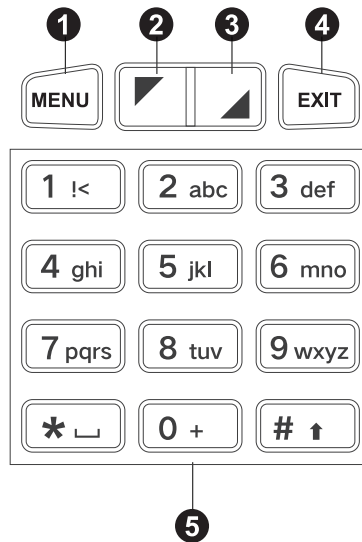 1 2 3 4
MENU EXIT
1 !< 2 abc 3 def
4 ghi 5 jkl 6 mno
7 pqrs 8 tuv 9 wxyz
* ⎵ 0 + # ⬆
5